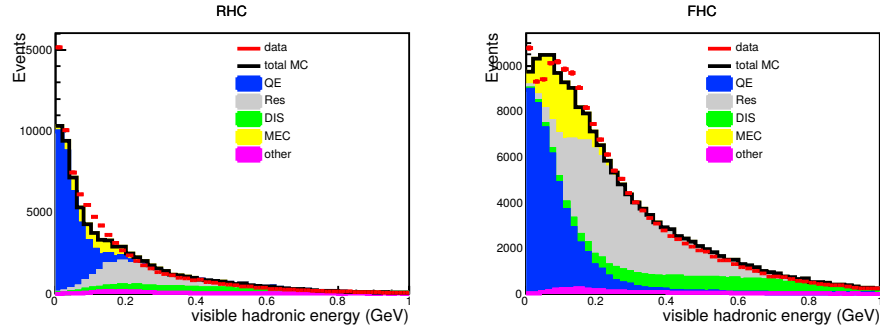 RHC
Events
15000
10000
5000
0
data
total MC
QE
Res
DIS
MEC
other
0 0.2 0.4 0.6 0.8 1
visible hadronic energy (GeV)
FHC
Events
10000
8000
6000
4000
2000
0
data
total MC
QE
Res
DIS
MEC
other
0 0.2 0.4 0.6 0.8 1
visible hadronic energy (GeV)